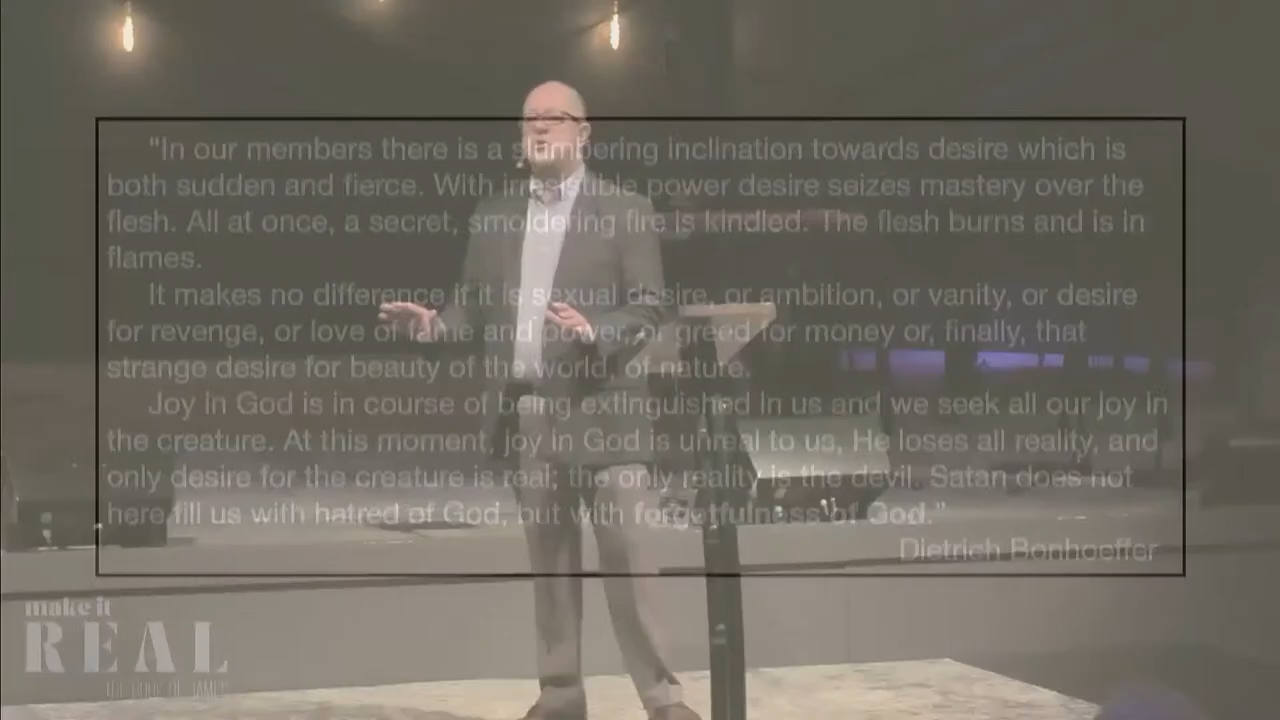 "In our members there is a slumbering inclination towards desire which is
both sudden and fierce. With irresistible power desire seizes mastery over the
flesh. All at once, a secret, smoldering fire is kindled. The flesh burns and is in
flames.
It makes no difference if it is sexual desire, or ambition, or vanity, or desire
for revenge, or love of fame and power, or greed for money or, finally, that
strange desire for beauty of the world, of nature.
Joy in God is in course of being extinguished in us and we seek all our joy in
the creature. At this moment, joy in God is unreal to us, He loses all reality, and
only desire for the creature is real; the only reality is the devil. Satan does not
here fill us with hatred of God, but with forgetfulness of God."
Dietrich Bonhoeffer
make it
REAL
THE BOOK OF JAMES